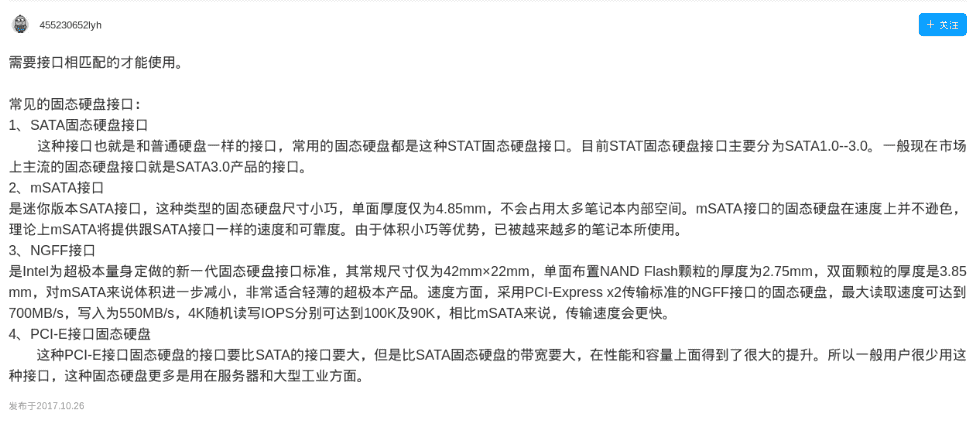 455230652lyh
+ 关注
需要接口相匹配的才能使用。
常见的固态硬盘接口：
1、SATA固态硬盘接口
这种接口也就是和普通硬盘一样的接口，常用的固态硬盘都是这种STAT固态硬盘接口。目前STAT固态硬盘接口主要分为SATA1.0--3.0。一般现在市场
上主流的固态硬盘接口就是SATA3.0产品的接口。
2、mSATA接口
是迷你版本SATA接口，这种类型的固态硬盘尺寸小巧，单面厚度仅为4.85mm，不会占用太多笔记本内部空间。mSATA接口的固态硬盘在速度上并不逊色，
理论上mSATA将提供跟SATA接口一样的速度和可靠度。由于体积小巧等优势，已被越来越多的笔记本所使用。
3、NGFF接口
是Intel为超极本量身定做的新一代固态硬盘接口标准，其常规尺寸仅为42mm×22mm，单面布置NAND Flash颗粒的厚度为2.75mm，双面颗粒的厚度是3.85
mm，对mSATA来说体积进一步减小，非常适合轻薄的超极本产品。速度方面，采用PCI-Express x2传输标准的NGFF接口的固态硬盘，最大读取速度可达到
700MB/s，写入为550MB/s，4K随机读写IOPS分别可达到100K及90K，相比mSATA来说，传输速度会更快。
4、PCI-E接口固态硬盘
这种PCI-E接口固态硬盘的接口要比SATA的接口要大，但是比SATA固态硬盘的带宽要大，在性能和容量上面得到了很大的提升。所以一般用户很少用这
种接口，这种固态硬盘更多是用在服务器和大型工业方面。
发布于2017.10.26